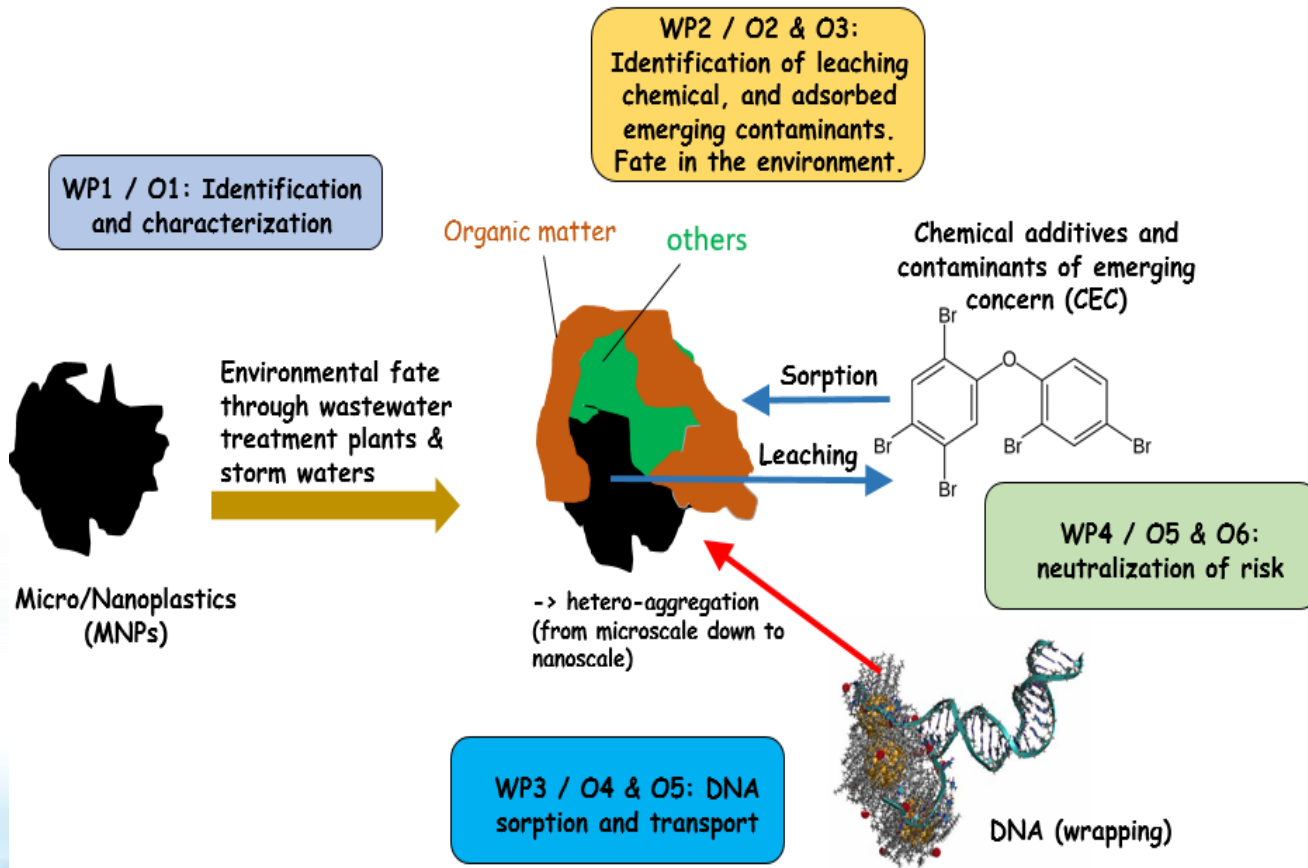 WP2 / O2 & O3:
Identification of leaching
chemical, and adsorbed
emerging contaminants.
Fate in the environment.
WP1 / O1: Identification
and characterization
Organic matter
others
Chemical additives and
contaminants of emerging
concern (CEC)
Br
O
Br
Br
Br
Br
Environmental fate
through wastewater
treatment plants &
storm waters
Sorption
Leaching
WP4 / O5 & O6:
neutralization of risk
Micro/Nanoplastics
(MNPs)
-> hetero-aggregation
(from microscale down to
nanoscale)
WP3 / O4 & O5: DNA
sorption and transport
DNA (wrapping)